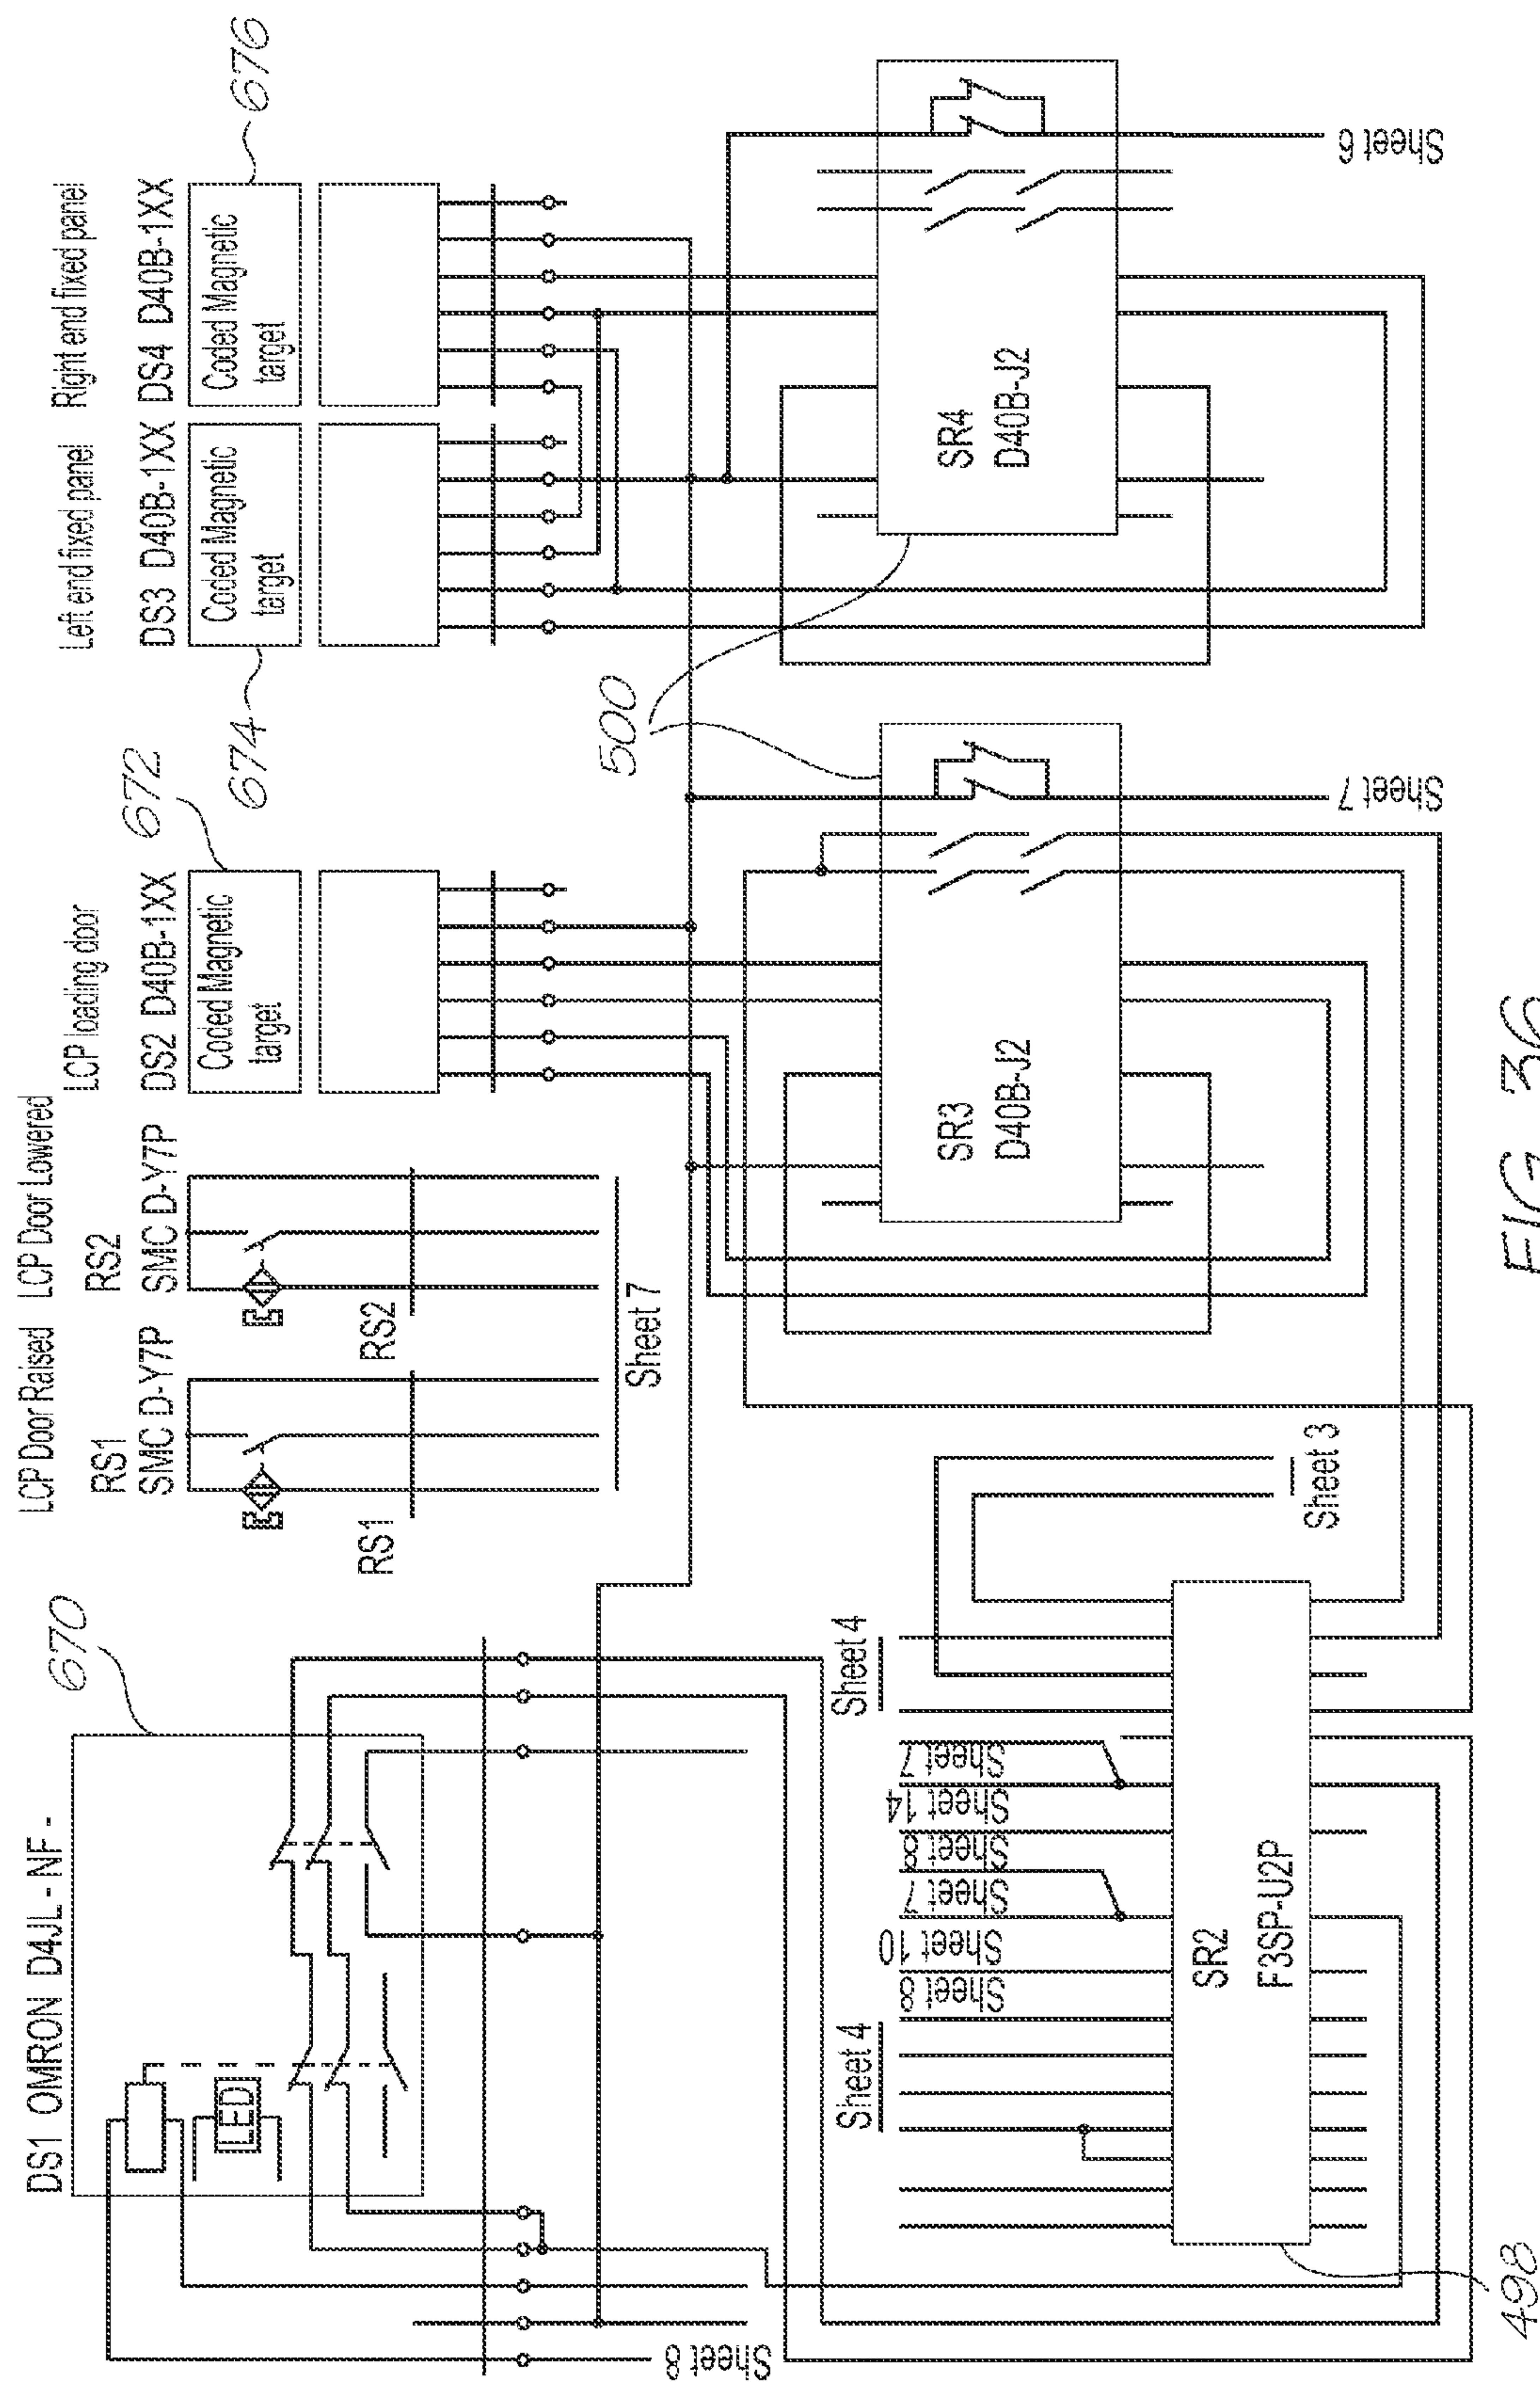 LCP Door Raised
LCP Door Lowered
RS1
RS2
SMC D-Y7P
SMC D-Y7P
RS1
RS2
Sheet 7
LCP loading door
DS2 D40B-1XX
Coded Magnetic
target
672
Left end fixed panel
DS3 D40B-1XX
Coded Magnetic
target
674
Right end fixed panel
DS4 D40B-1XX
Coded Magnetic
target
676
DS1 OMRON D4JL - NF -
LED
670
Sheet 8
500
SR3
D40B-J2
Sheet 7
SR4
D40B-J2
Sheet 6
Sheet 4
Sheet 8
Sheet 10
Sheet 7
Sheet 8
Sheet 14
Sheet 7
Sheet 4
Sheet 3
SR2
F3SP-U2P
498
FIG. 36